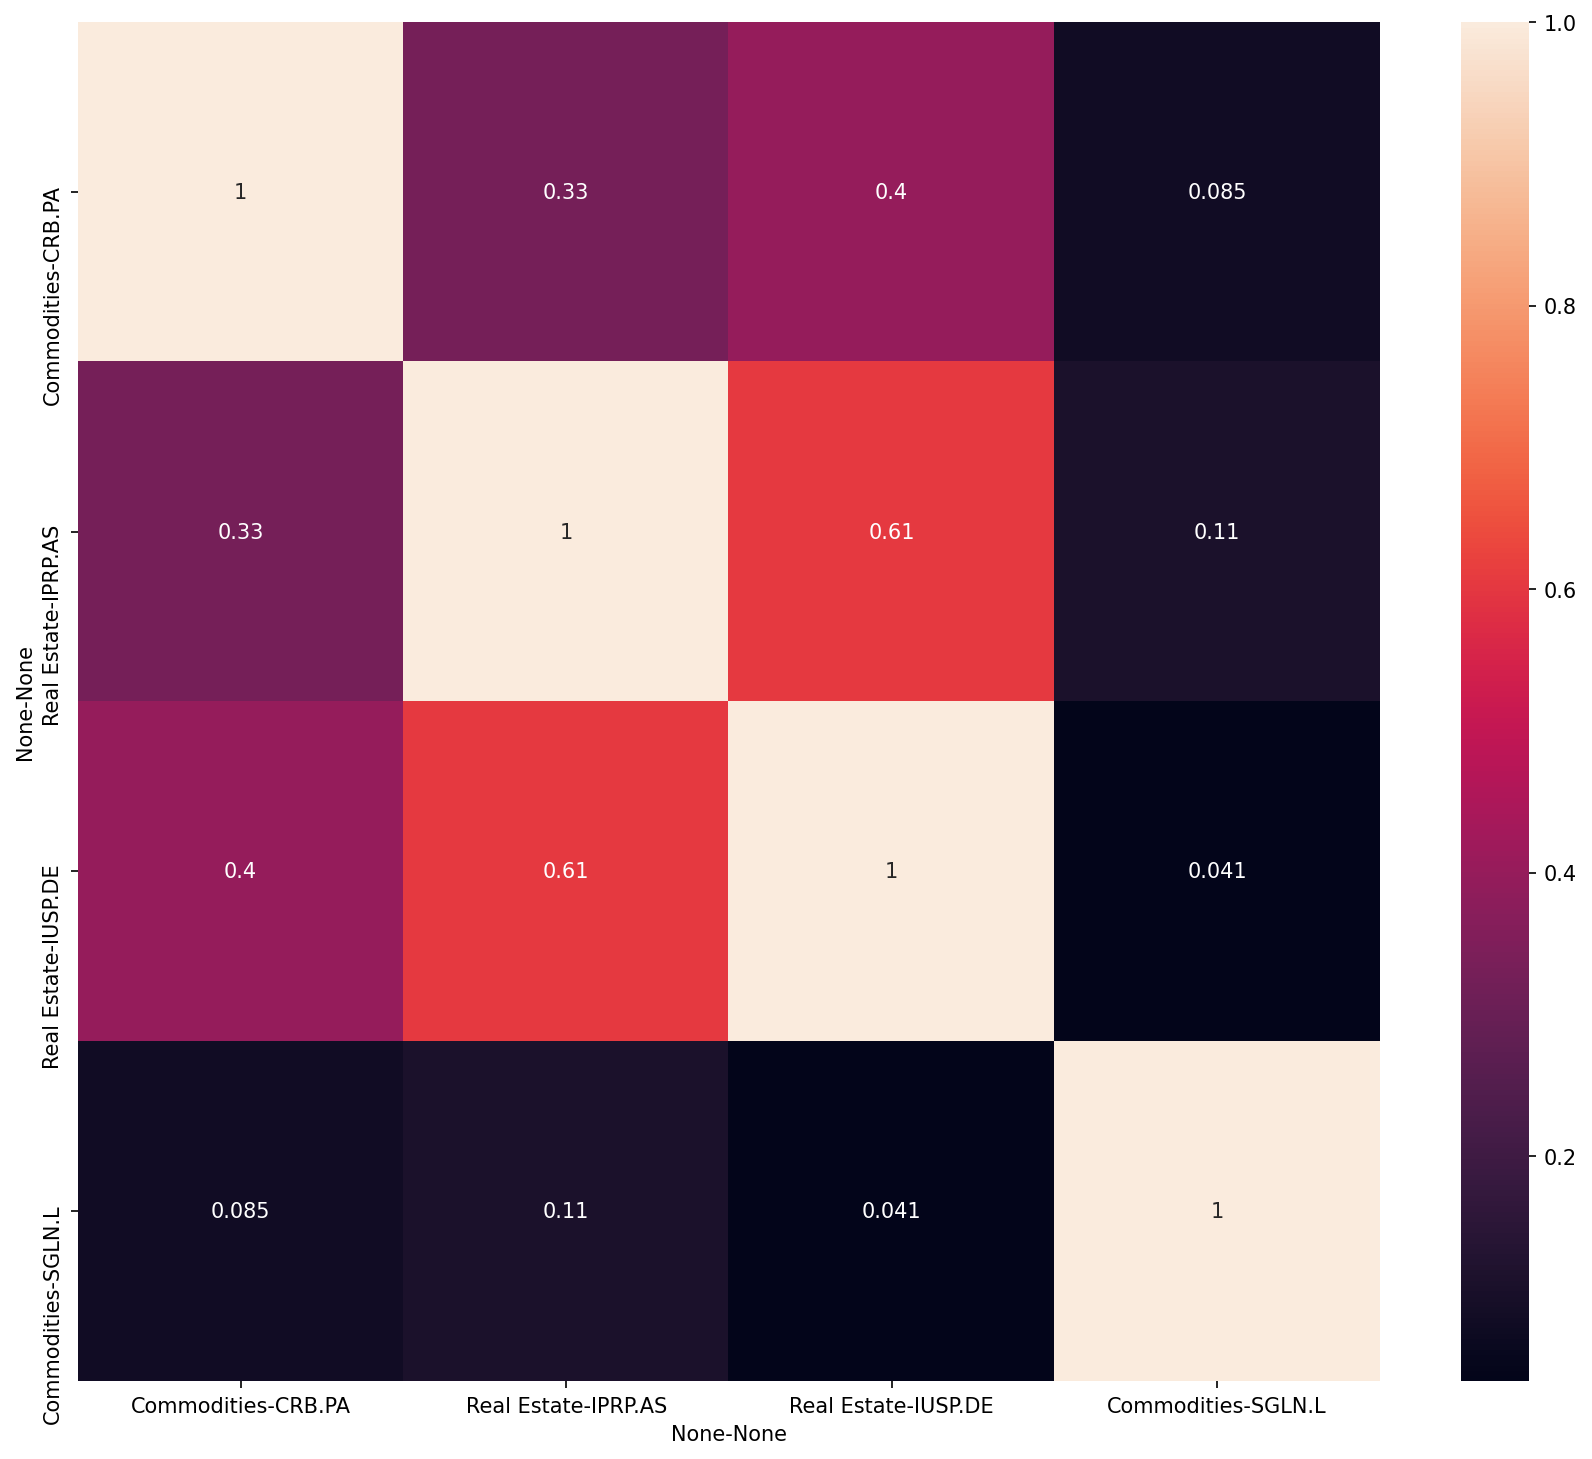 1 0.33 0.4 0.085
0.33 1 0.61 0.11
0.4 0.61 1 0.041
0.085 0.11 0.041 1
Commodities-CRB.PA
Real Estate-IPRP.AS
Real Estate-IUSP.DE
Commodities-SGLN.L
None-None
Commodities-CRB.PA Real Estate-IPRP.AS Real Estate-IUSP.DE Commodities-SGLN.L
None-None
1.0
0.8
0.6
0.4
0.2